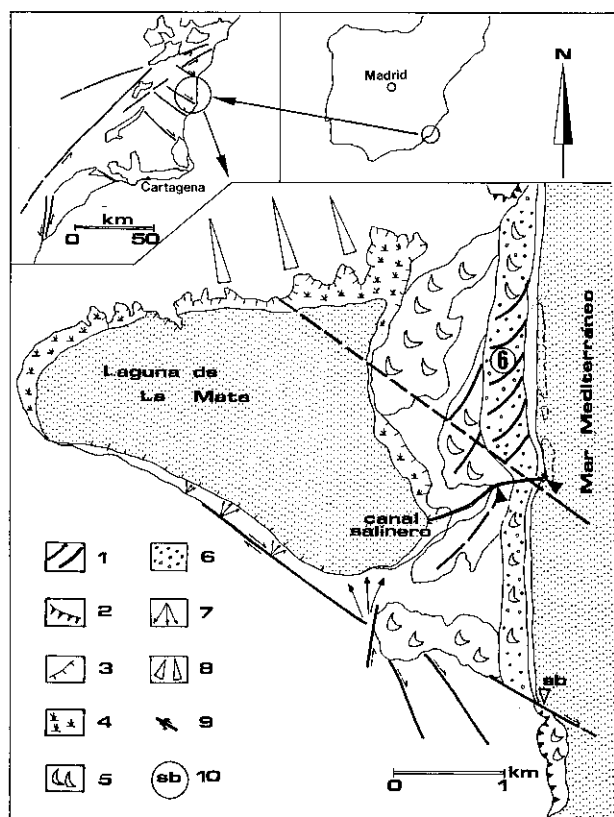 Madrid
N
Cartagena
km
0 50
Laguna de
La Mata
6
Mar Mediterráneo
canal
salinero
1 6
2 7
3 8
4 9
5 sb 10
sb
0 1
km